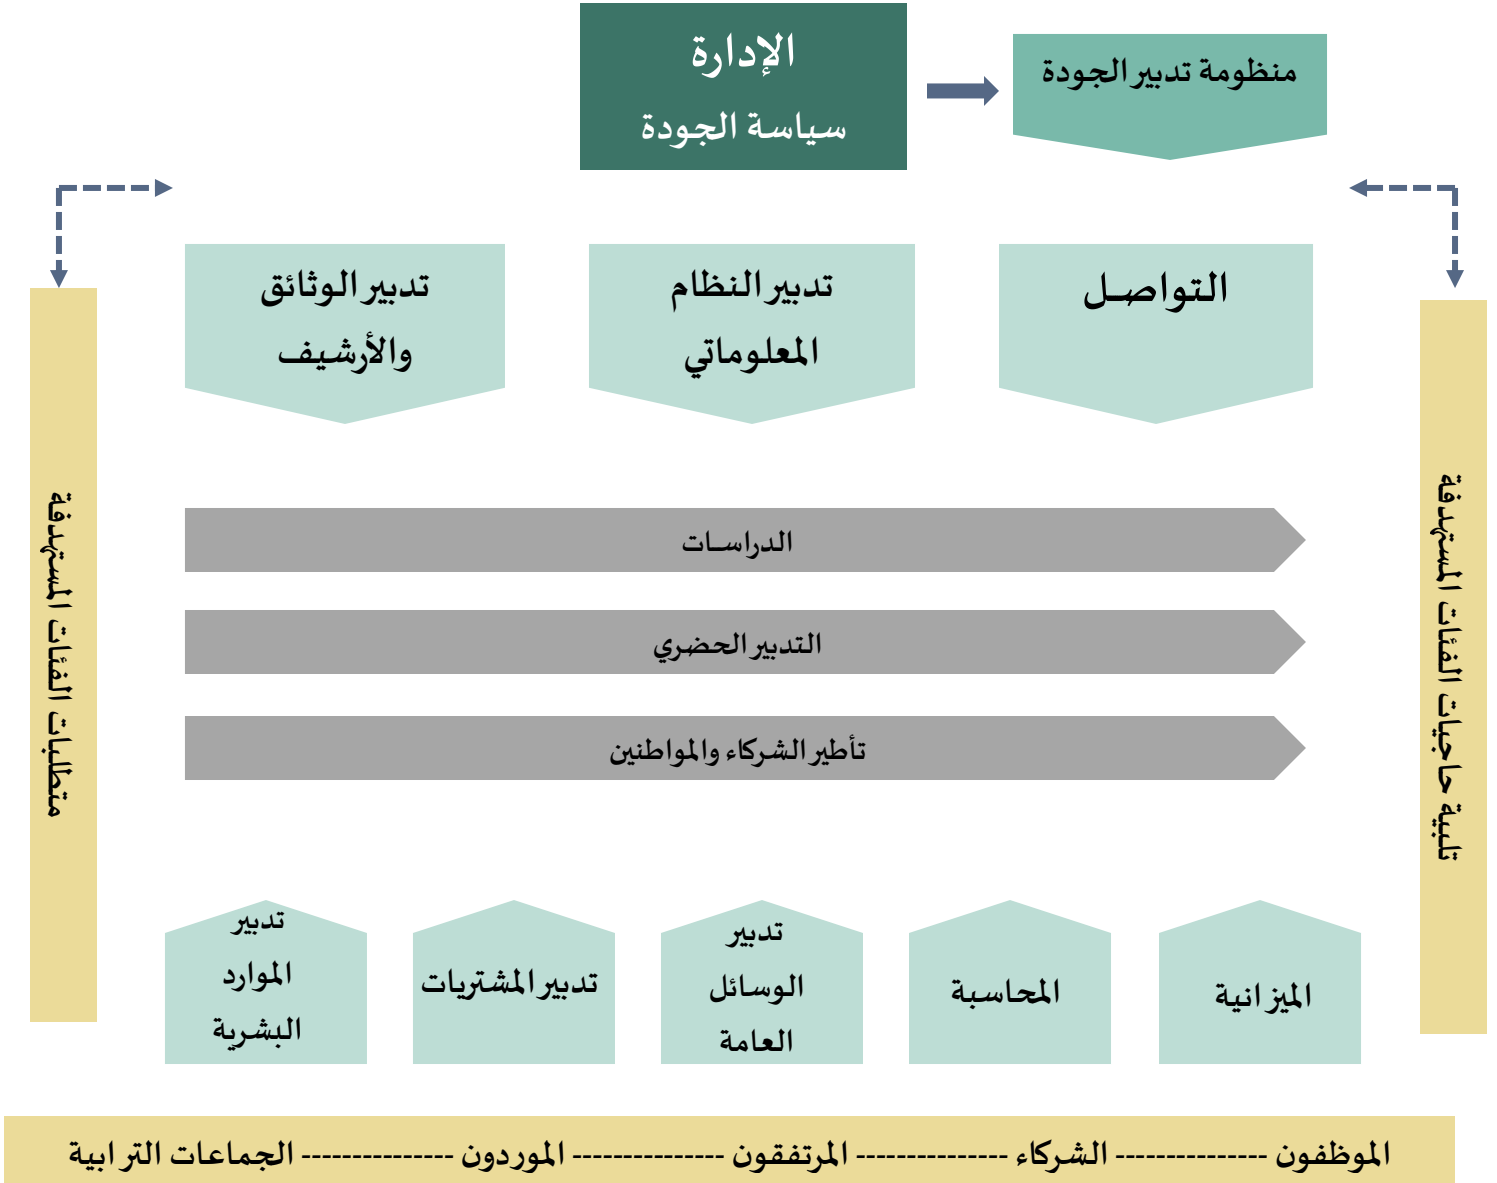 الإدارة
سياسة الجودة
منظومة تدبير الجودة
التواصل
تدبير النظام
المعلوماتي
تدبير الوثائق
والأرشيف
تلبية حاجيات الفئات المستهدفة
الدراسات
التدبير الحضري
تأطير الشركاء والمواطنين
متطلبات الفئات المستهدفة
الميزانية
المحاسبة
تدبير
الوسائل
العامة
تدبير المشتريات
تدبير
الموارد
البشرية
الموظفون --------------- الشركاء --------------- المرتفقون --------------- الموردون --------------- الجماعات الترابية